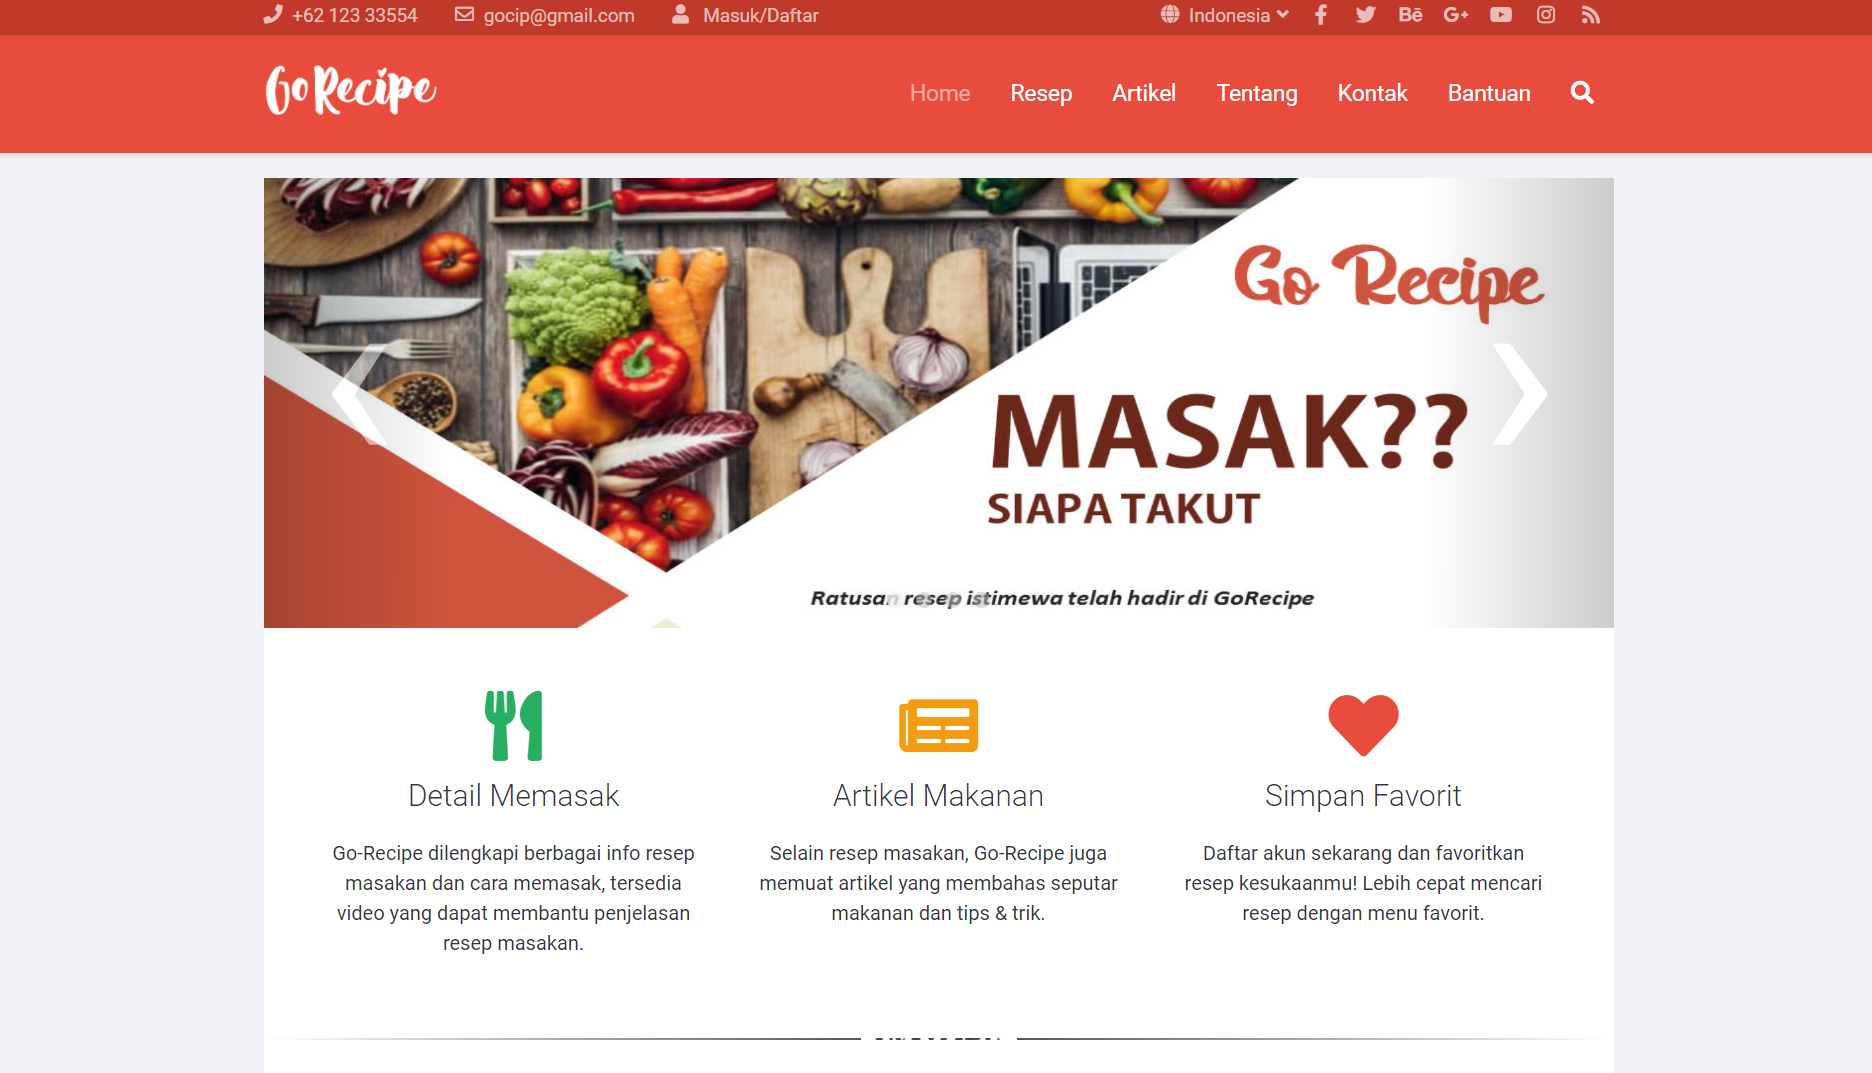 +62 123 33554
gocip@gmail.com
Masuk/Daftar
Indonesia
Bē
G+
Go Recipe
Home
Resep
Artikel
Tentang
Kontak
Bantuan
Go Recipe
MASAK??
SIAPA TAKUT
Ratusan resep istimewa telah hadir di GoRecipe
Detail Memasak
Go-Recipe dilengkapi berbagai info resep
masakan dan cara memasak, tersedia
video yang dapat membantu penjelasan
resep masakan.
Artikel Makanan
Selain resep masakan, Go-Recipe juga
memuat artikel yang membahas seputar
makanan dan tips & trik.
Simpan Favorit
Daftar akun sekarang dan favoritkan
resep kesukaanmu! Lebih cepat mencari
resep dengan menu favorit.